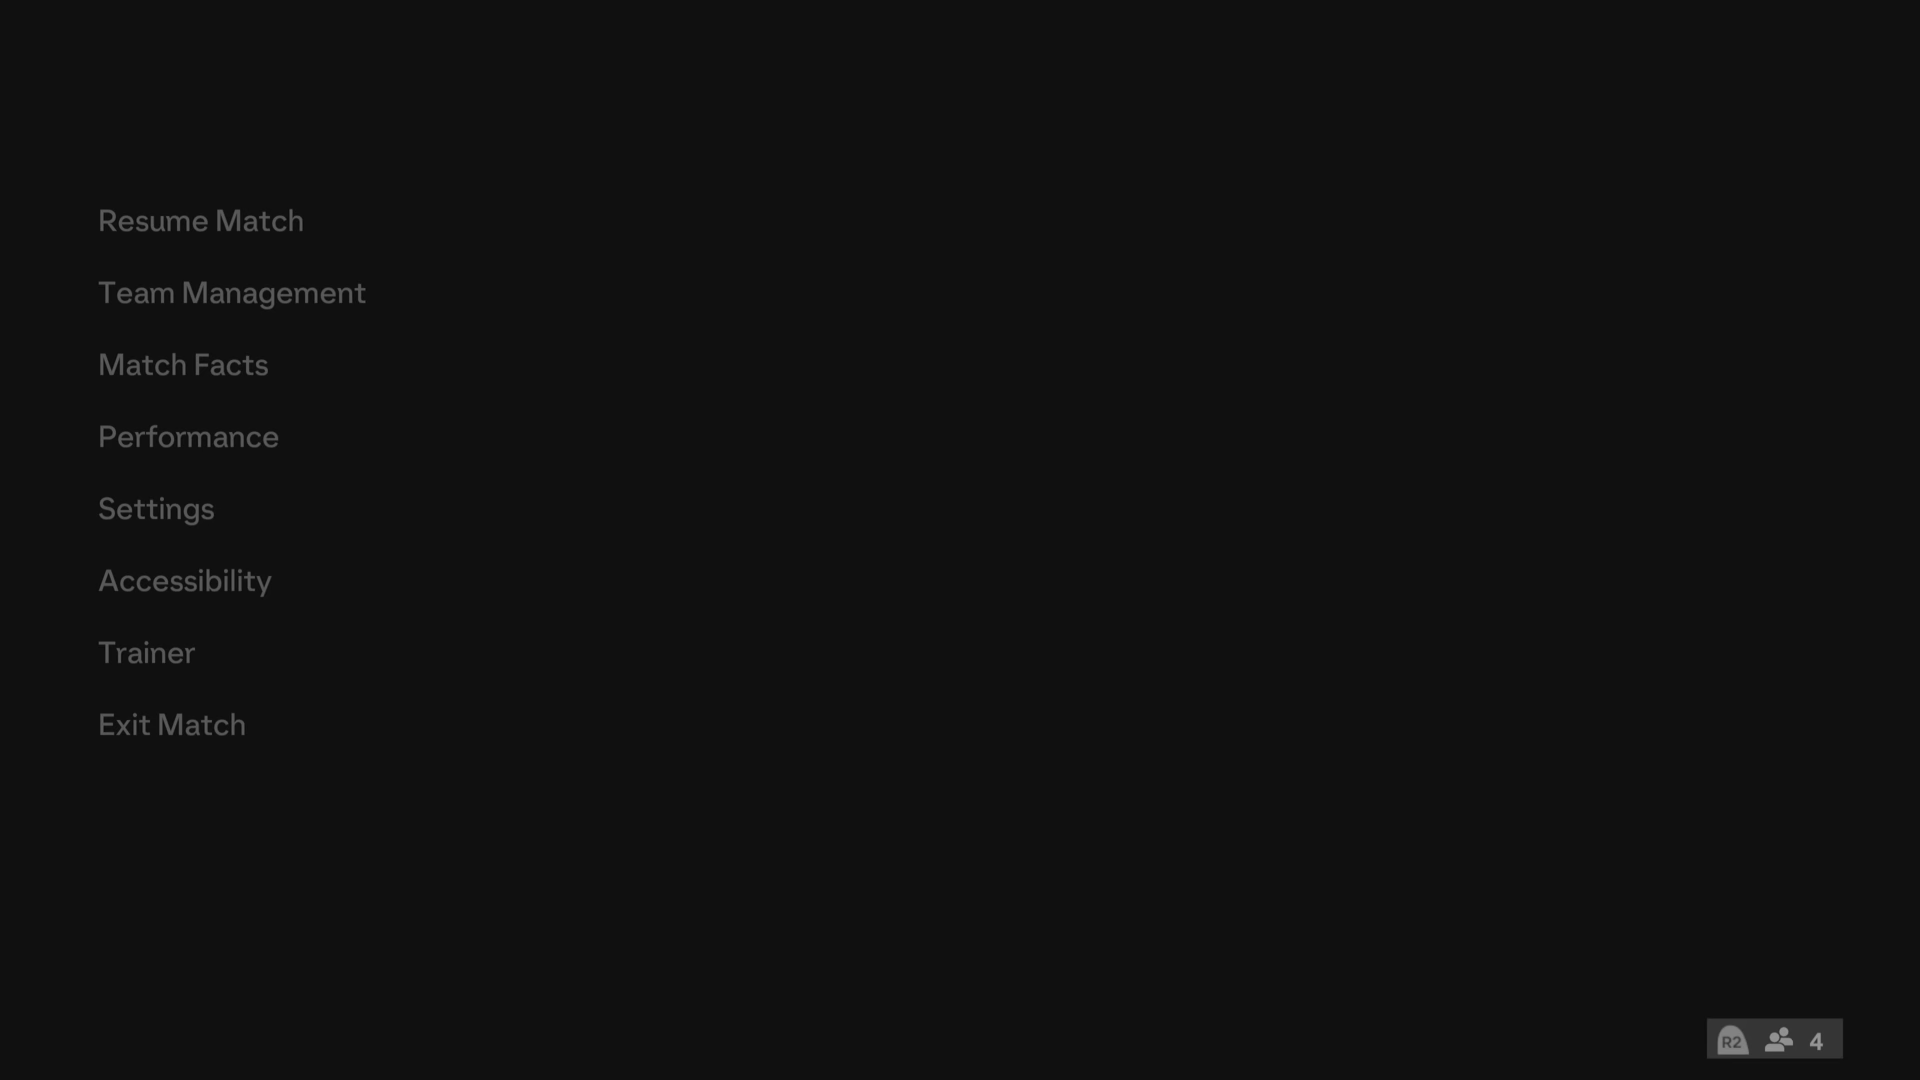 Resume Match
Team Management
Match Facts
Performance
Settings
Accessibility
Trainer
Exit Match
R2 4